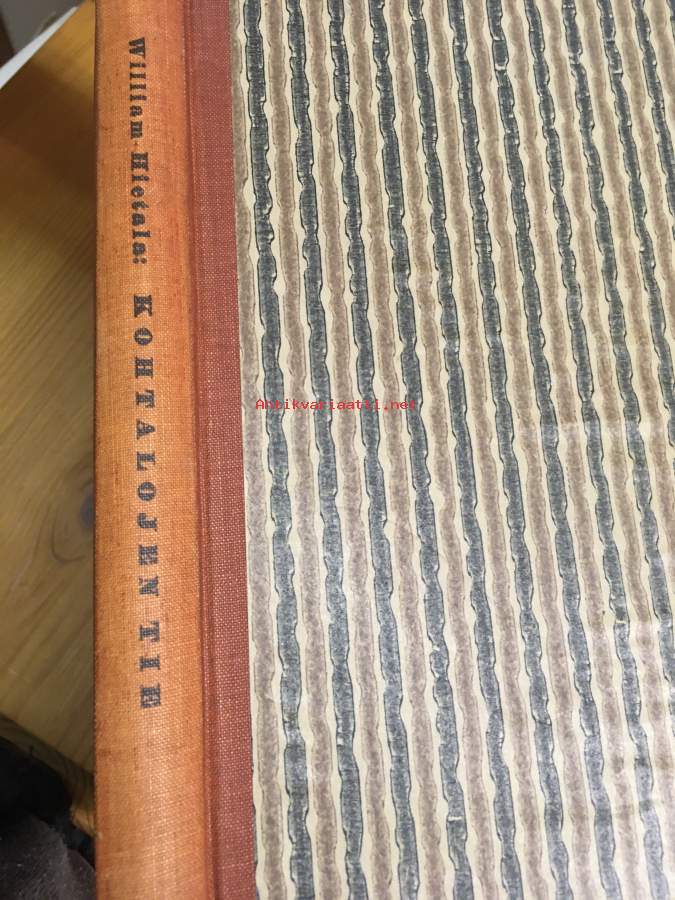 William Hietala: KOHTALOJEN TIE
Antikvariaatti.net